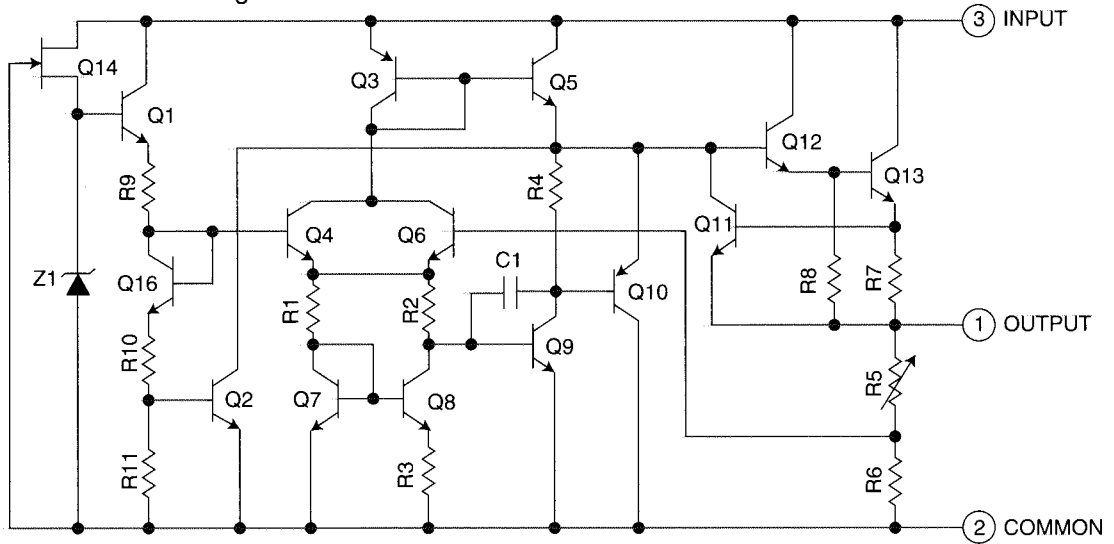 3 INPUT
Q14
Q3
Q5
Q1
Q12
R9
R4
Q13
Q4
Q6
Q11
C1
Z1
Q16
R1
R2
Q10
R8
R7
1 OUTPUT
R10
Q9
R5
Q2
Q7
Q8
R11
R3
R6
2 COMMON